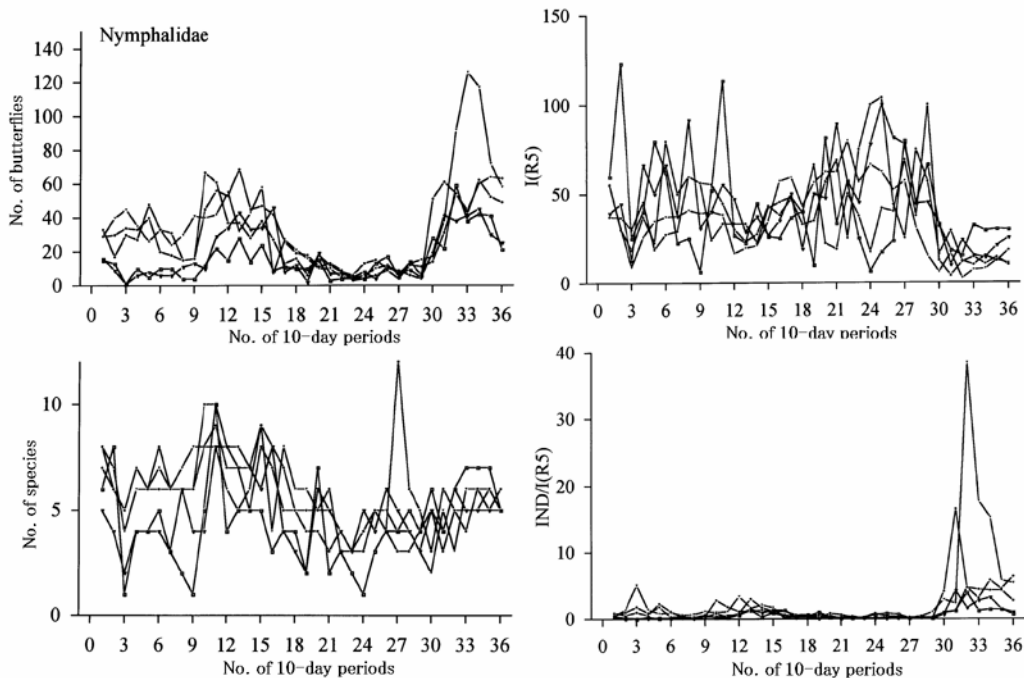 Nymphalidae
No. of butterflies
140
120
100
80
60
40
20
0
0 3 6 9 12 15 18 21 24 27 30 33 36
No. of 10-day periods
I(R5)
150
100
50
0
0 3 6 9 12 15 18 21 24 27 30 33 36
No. of 10-day periods
No. of species
10
5
0
0 3 6 9 12 15 18 21 24 27 30 33 36
No. of 10-day periods
IND/I(R5)
40
30
20
10
0
0 3 6 9 12 15 18 21 24 27 30 33 36
No. of 10-day periods